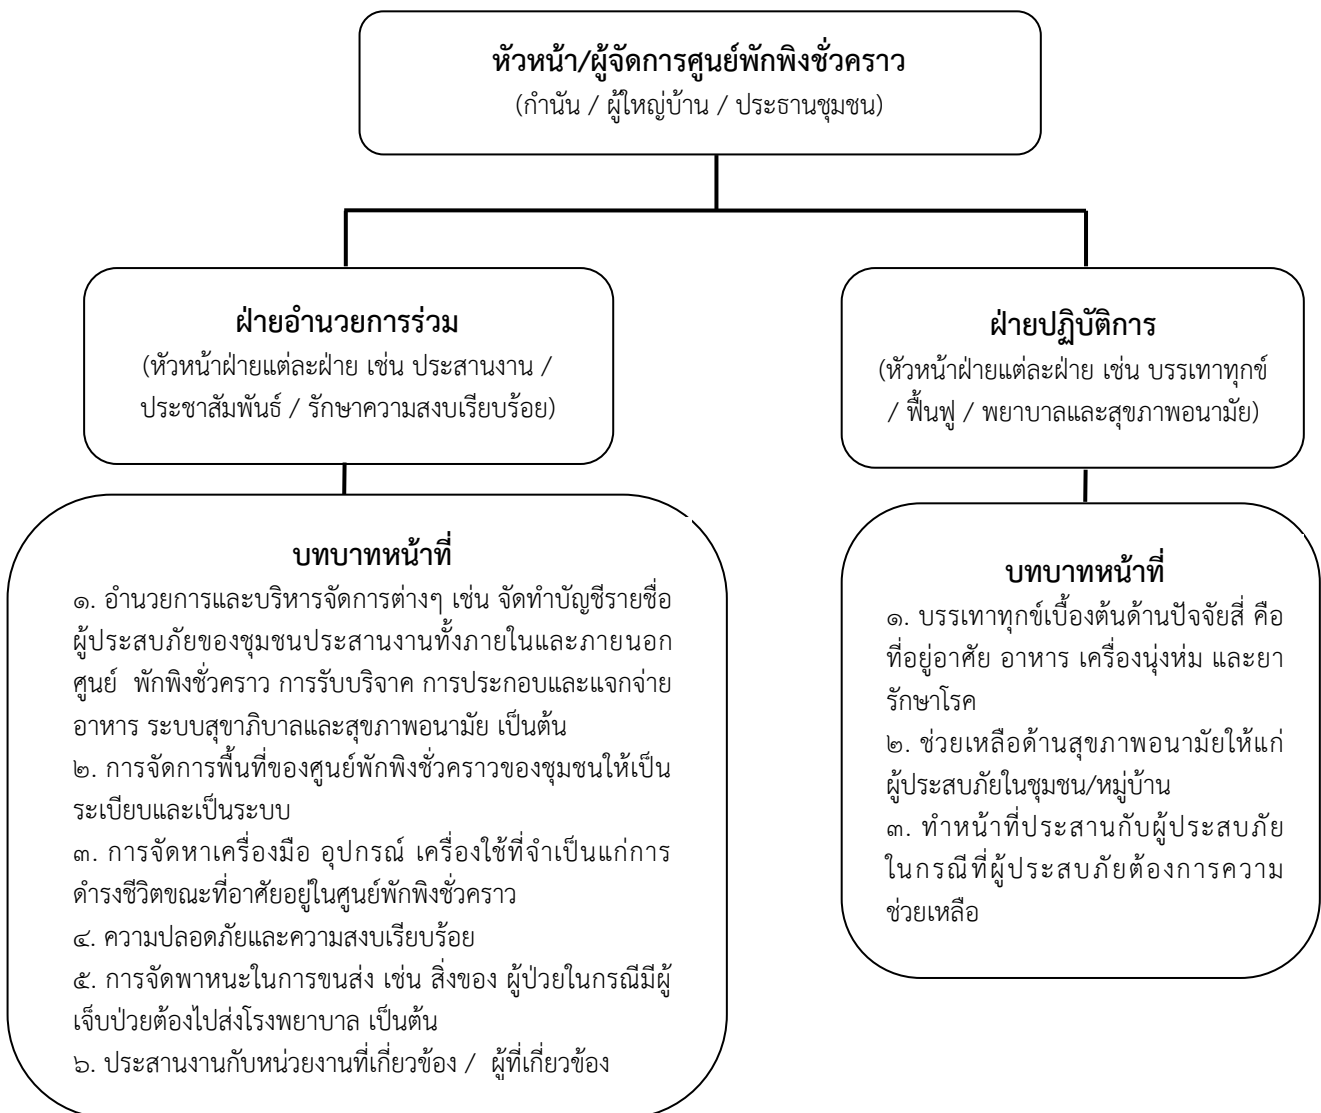 หัวหน้า/ผู้จัดการศูนย์พักพิงชั่วคราว
(กำนัน / ผู้ใหญ่บ้าน / ประธานชุมชน)
ฝ่ายอำนวยการร่วม
(หัวหน้าฝ่ายแต่ละฝ่าย เช่น ประสานงาน /
ประชาสัมพันธ์ / รักษาความสงบเรียบร้อย)
ฝ่ายปฏิบัติการ
(หัวหน้าฝ่ายแต่ละฝ่าย เช่น บรรเทาทุกข์
/ ฟื้นฟู / พยาบาลและสุขภาพอนามัย)
บทบาทหน้าที่
๑. อำนวยการและบริหารจัดการต่างๆ เช่น จัดทำบัญชีรายชื่อ
ผู้ประสบภัยของชุมชนประสานงานทั้งภายในและภายนอก
ศูนย์ พักพิงชั่วคราว การรับบริจาค การประกอบและแจกจ่าย
อาหาร ระบบสุขาภิบาลและสุขภาพอนามัย เป็นต้น
๒. การจัดการพื้นที่ของศูนย์พักพิงชั่วคราวของชุมชนให้เป็น
ระเบียบและเป็นระบบ
๓. การจัดหาเครื่องมือ อุปกรณ์ เครื่องใช้ที่จำเป็นแก่การ
ดำรงชีวิตขณะที่อาศัยอยู่ในศูนย์พักพิงชั่วคราว
๔. ความปลอดภัยและความสงบเรียบร้อย
๕. การจัดพาหนะในการขนส่ง เช่น สิ่งของ ผู้ป่วยในกรณีมีผู้
เจ็บป่วยต้องไปส่งโรงพยาบาล เป็นต้น
๖. ประสานงานกับหน่วยงานที่เกี่ยวข้อง / ผู้ที่เกี่ยวข้อง
บทบาทหน้าที่
๑. บรรเทาทุกข์เบื้องต้นด้านปัจจัยสี่ คือ
ที่อยู่อาศัย อาหาร เครื่องนุ่งห่ม และยา
รักษาโรค
๒. ช่วยเหลือด้านสุขภาพอนามัยให้แก่
ผู้ประสบภัยในชุมชน/หมู่บ้าน
๓. ทำหน้าที่ประสานกับผู้ประสบภัย
ในกรณีที่ผู้ประสบภัยต้องการความ
ช่วยเหลือ